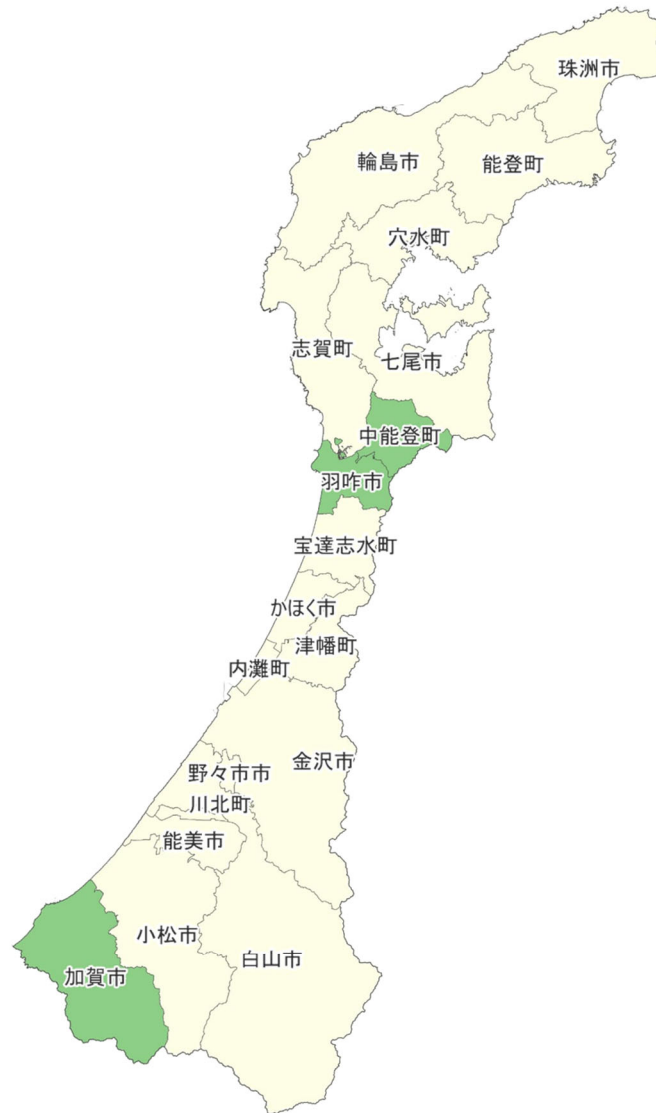 珠洲市
輪島市
能登町
穴水町
志賀町
七尾市
中能登町
羽咋市
宝達志水町
かほく市
津幡町
内灘町
金沢市
野々市市
川北町
能美市
小松市
白山市
加賀市